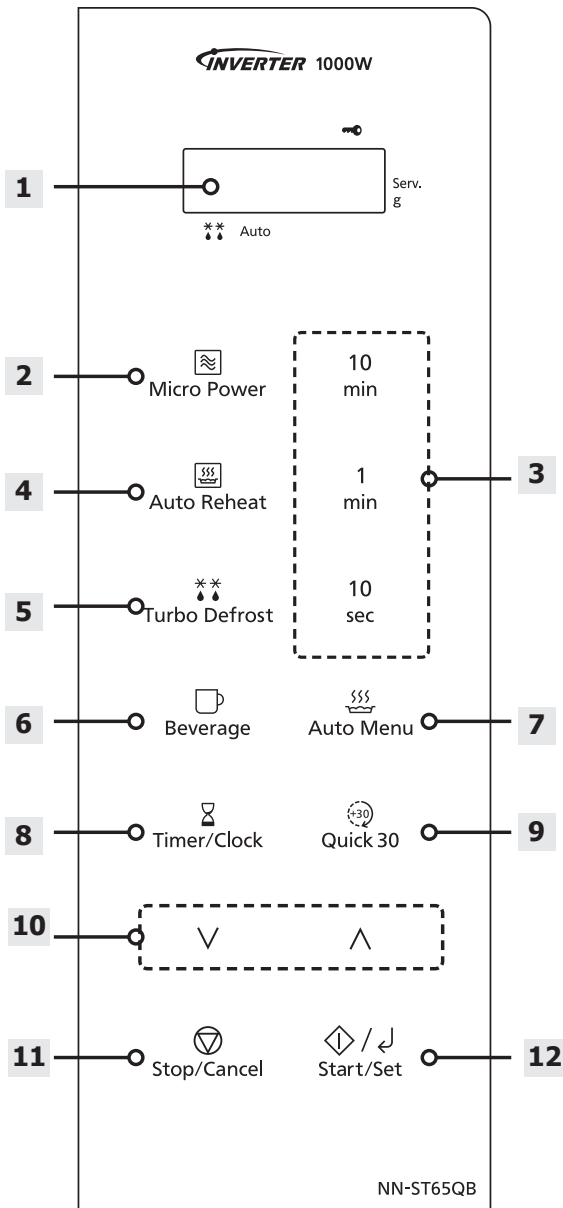 INVERTER 1000W
1
Serv.
g
Auto
2
Micro Power
10
min
3
4
Auto Reheat
1
min
5
Turbo Defrost
10
sec
6
Beverage
Auto Menu
7
8
Timer/Clock
+30
Quick 30
9
10
11
Stop/Cancel
/
Start/Set
12
NN-ST65QB